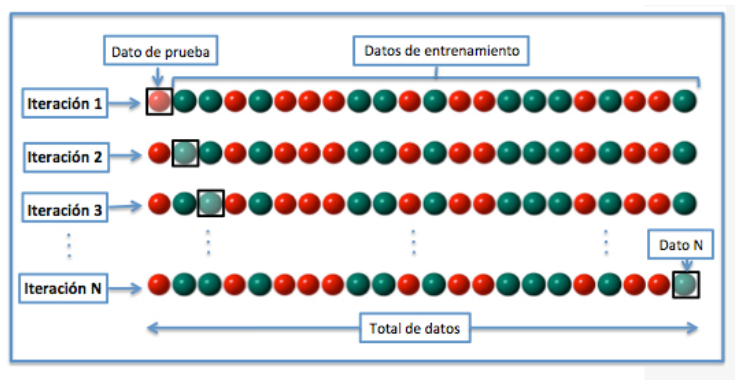 Dato de prueba
Datos de entrenamiento
Iteración 1
Iteración 2
Iteración 3
Dato N
Iteración N
Total de datos